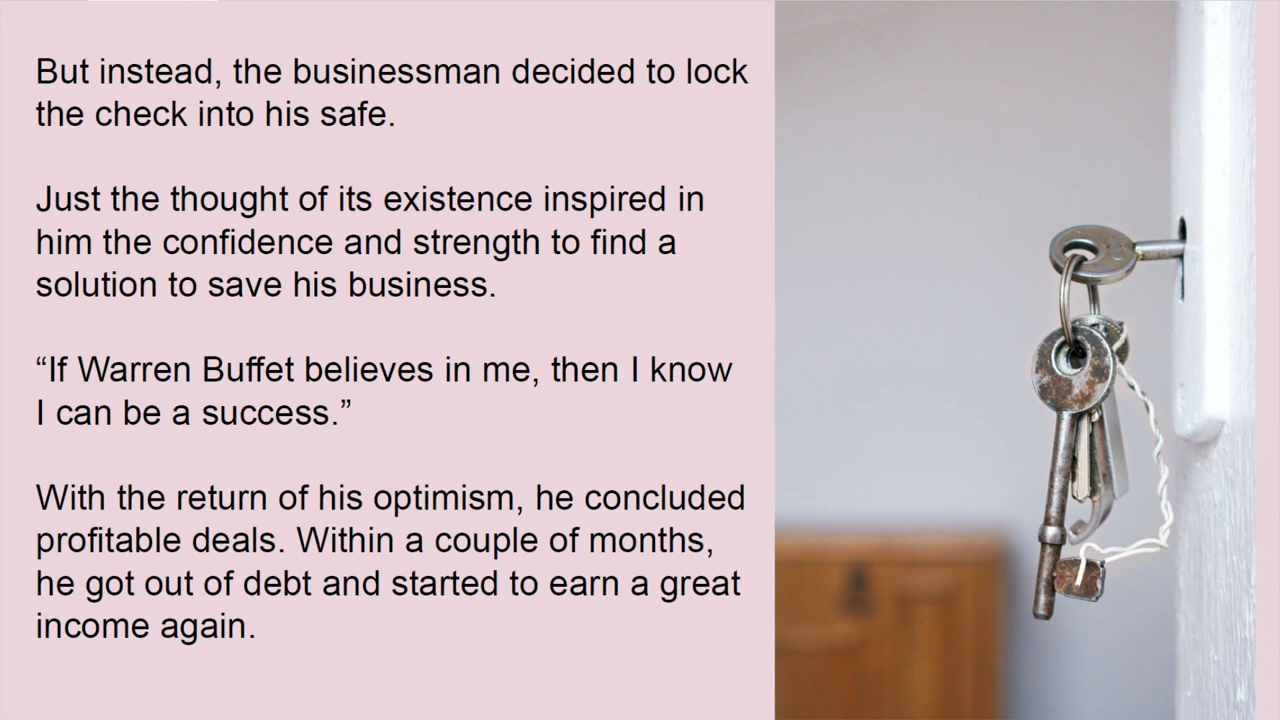 But instead, the businessman decided to lock
the check into his safe.
Just the thought of its existence inspired in
him the confidence and strength to find a
solution to save his business.
“If Warren Buffet believes in me, then I know
I can be a success.”
With the return of his optimism, he concluded
profitable deals. Within a couple of months,
he got out of debt and started to earn a great
income again.